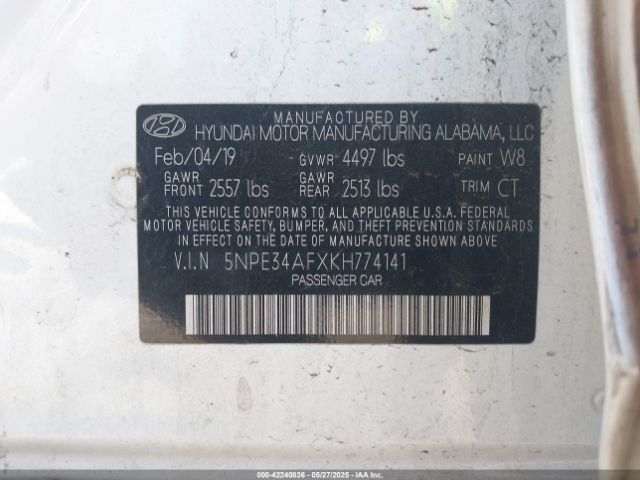 MANUFACTURED BY
HYUNDAI MOTOR MANUFACTURING ALABAMA, LLC
Feb/04/19 GVWR 4497 lbs PAINT W8
GAWR FRONT 2557 lbs GAWR REAR 2513 lbs TRIM CT
THIS VEHICLE CONFORMS TO ALL APPLICABLE U.S.A. FEDERAL
MOTOR VEHICLE SAFETY, BUMPER, AND THEFT PREVENTION STANDARDS
IN EFFECT ON THE DATE OF MANUFACTURE SHOWN ABOVE
V.I.N 5NPE34AFXKH774141
PASSENGER CAR
000-42240836 - 05/27/2025 - IAAI.COM